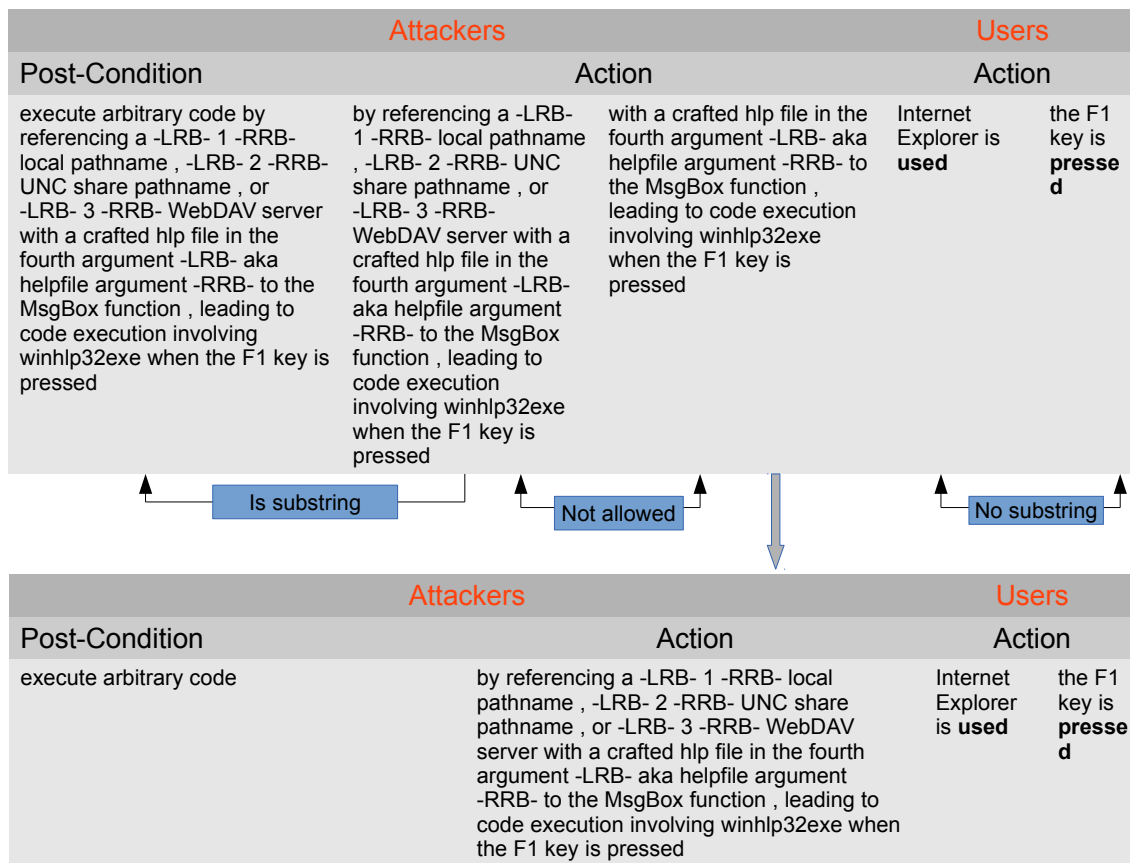 Attackers Users
Post-Condition Action Action
execute arbitrary code by
referencing a -LRB- 1 -RRB-
local pathname , -LRB- 2 -RRB-
UNC share pathname , or
-LRB- 3 -RRB- WebDAV server
with a crafted hlp file in the
fourth argument -LRB- aka
helpfile argument -RRB- to the
MsgBox function , leading to
code execution involving
winhlp32exe when the F1 key is
pressed
by referencing a -LRB-
1 -RRB- local pathname
, -LRB- 2 -RRB- UNC
share pathname , or
-LRB- 3 -RRB-
WebDAV server with a
crafted hlp file in the
fourth argument -LRB-
aka helpfile argument
-RRB- to the MsgBox
function , leading to
code execution
involving winhlp32exe
when the F1 key is
pressed
with a crafted hlp file in the
fourth argument -LRB- aka
helpfile argument -RRB- to
the MsgBox function ,
leading to code execution
involving winhlp32exe
when the F1 key is
pressed
Internet
Explorer is
used
the F1
key is
presse
d
Is substring
Not allowed
No substring
Attackers Users
Post-Condition Action Action
execute arbitrary code
by referencing a -LRB- 1 -RRB- local
pathname , -LRB- 2 -RRB- UNC share
pathname , or -LRB- 3 -RRB- WebDAV
server with a crafted hlp file in the fourth
argument -LRB- aka helpfile argument
-RRB- to the MsgBox function , leading to
code execution involving winhlp32exe when
the F1 key is pressed
Internet
Explorer
is used
the F1
key is
presse
d